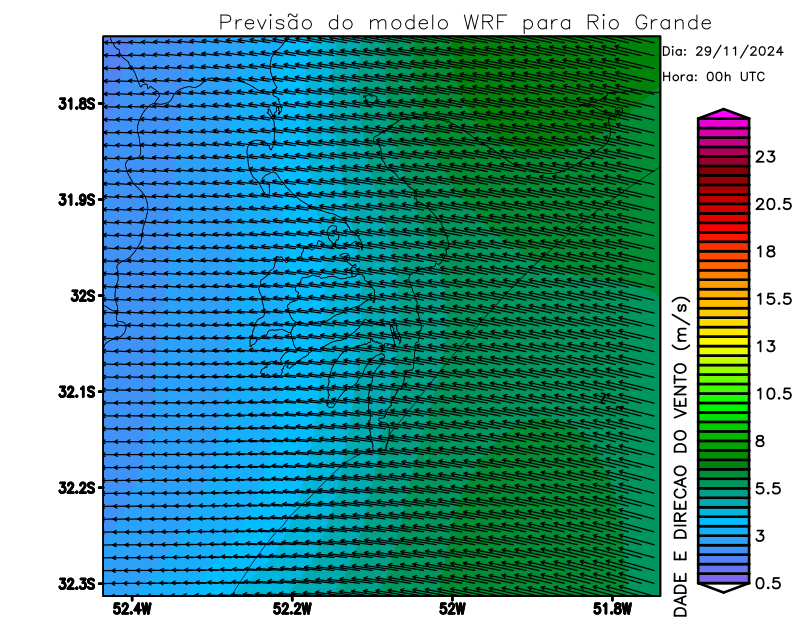 Previsão do modelo WRF para Rio Grande
Dia: 29/11/2024
Hora: 00h UTC
31.8S
31.9S
32S
32.1S
32.2S
32.3S
52.4W
52.2W
52W
51.8W
DADE E DIRECAO DO VENTO (m/s)
23
20.5
18
15.5
13
10.5
8
5.5
3
0.5